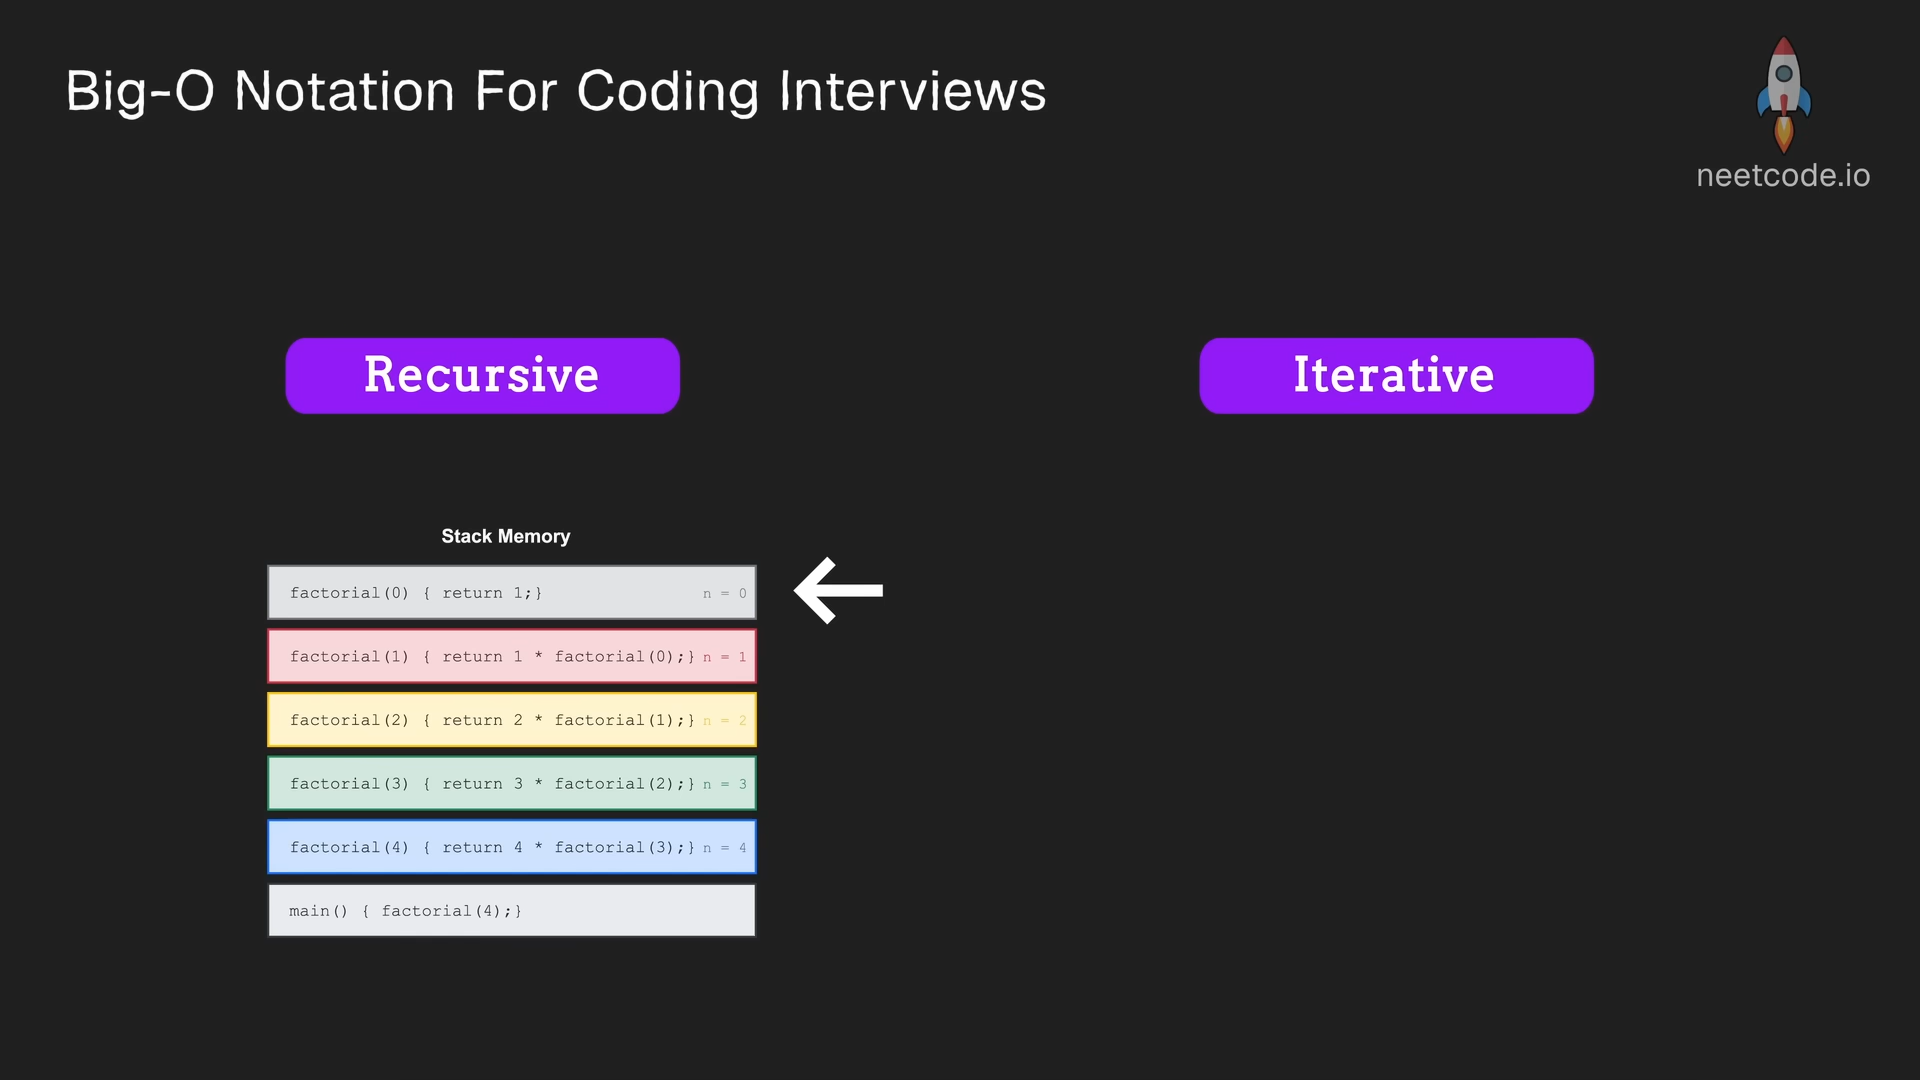 Big-O Notation For Coding Interviews
neetcode.io
Recursive
Iterative
Stack Memory
factorial(0) { return 1;} n = 0
factorial(1) { return 1 * factorial(0);} n = 1
factorial(2) { return 2 * factorial(1);} n = 2
factorial(3) { return 3 * factorial(2);} n = 3
factorial(4) { return 4 * factorial(3);} n = 4
main() { factorial(4);}